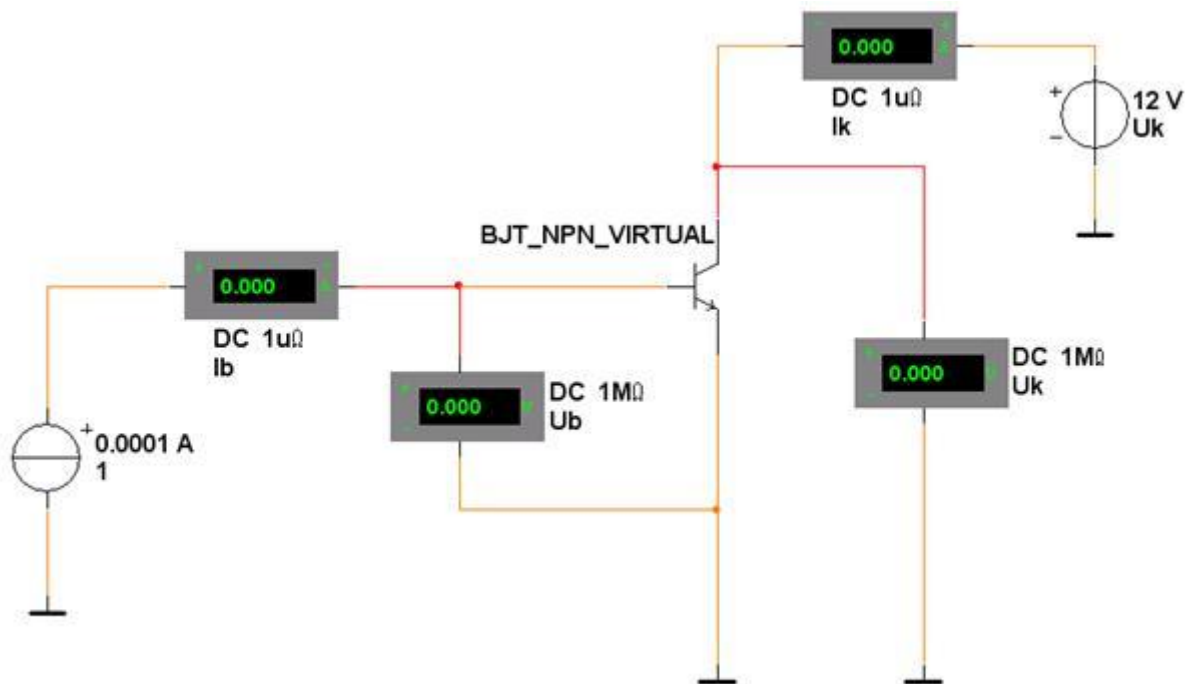 0.000
DC 1uΩ
Ik
12 V
Uk
BJT_NPN_VIRTUAL
0.000
DC 1uΩ
Ib
0.000
DC 1MΩ
Uk
0.000
DC 1MΩ
Ub
0.0001 A
1